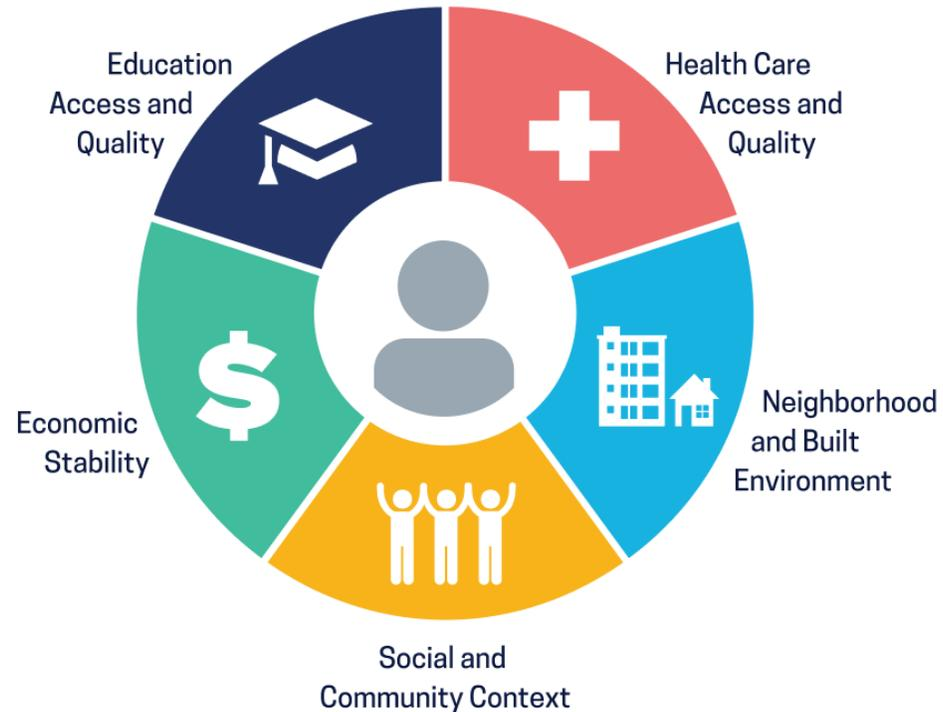 Education
Access and
Quality
Health Care
Access and
Quality
Economic
Stability
Neighborhood
and Built
Environment
Social and
Community Context